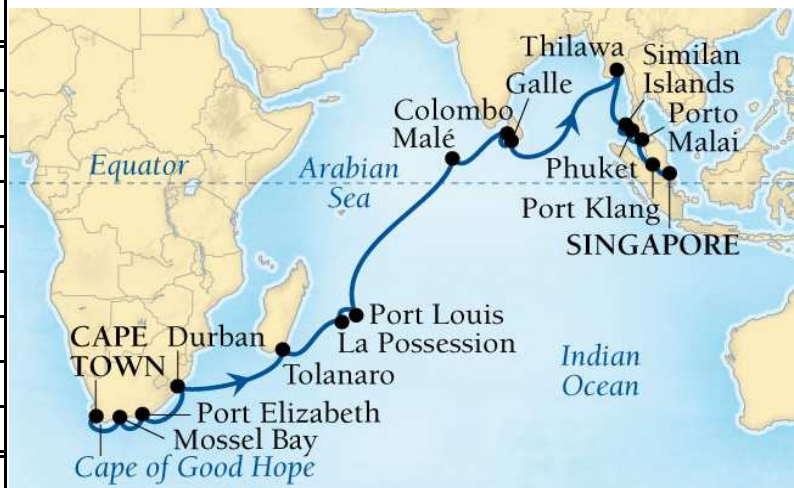 Thilawa
Similan
Islands
Galle
Colombo
Porto
Malai
Malé
Equator
Arabian
Sea
Phuket
Port Klang
SINGAPORE
Port Louis
La Possession
CAPE
TOWN
Durban
Tolanaro
Indian
Ocean
Port Elizabeth
Mossel Bay
Cape of Good Hope